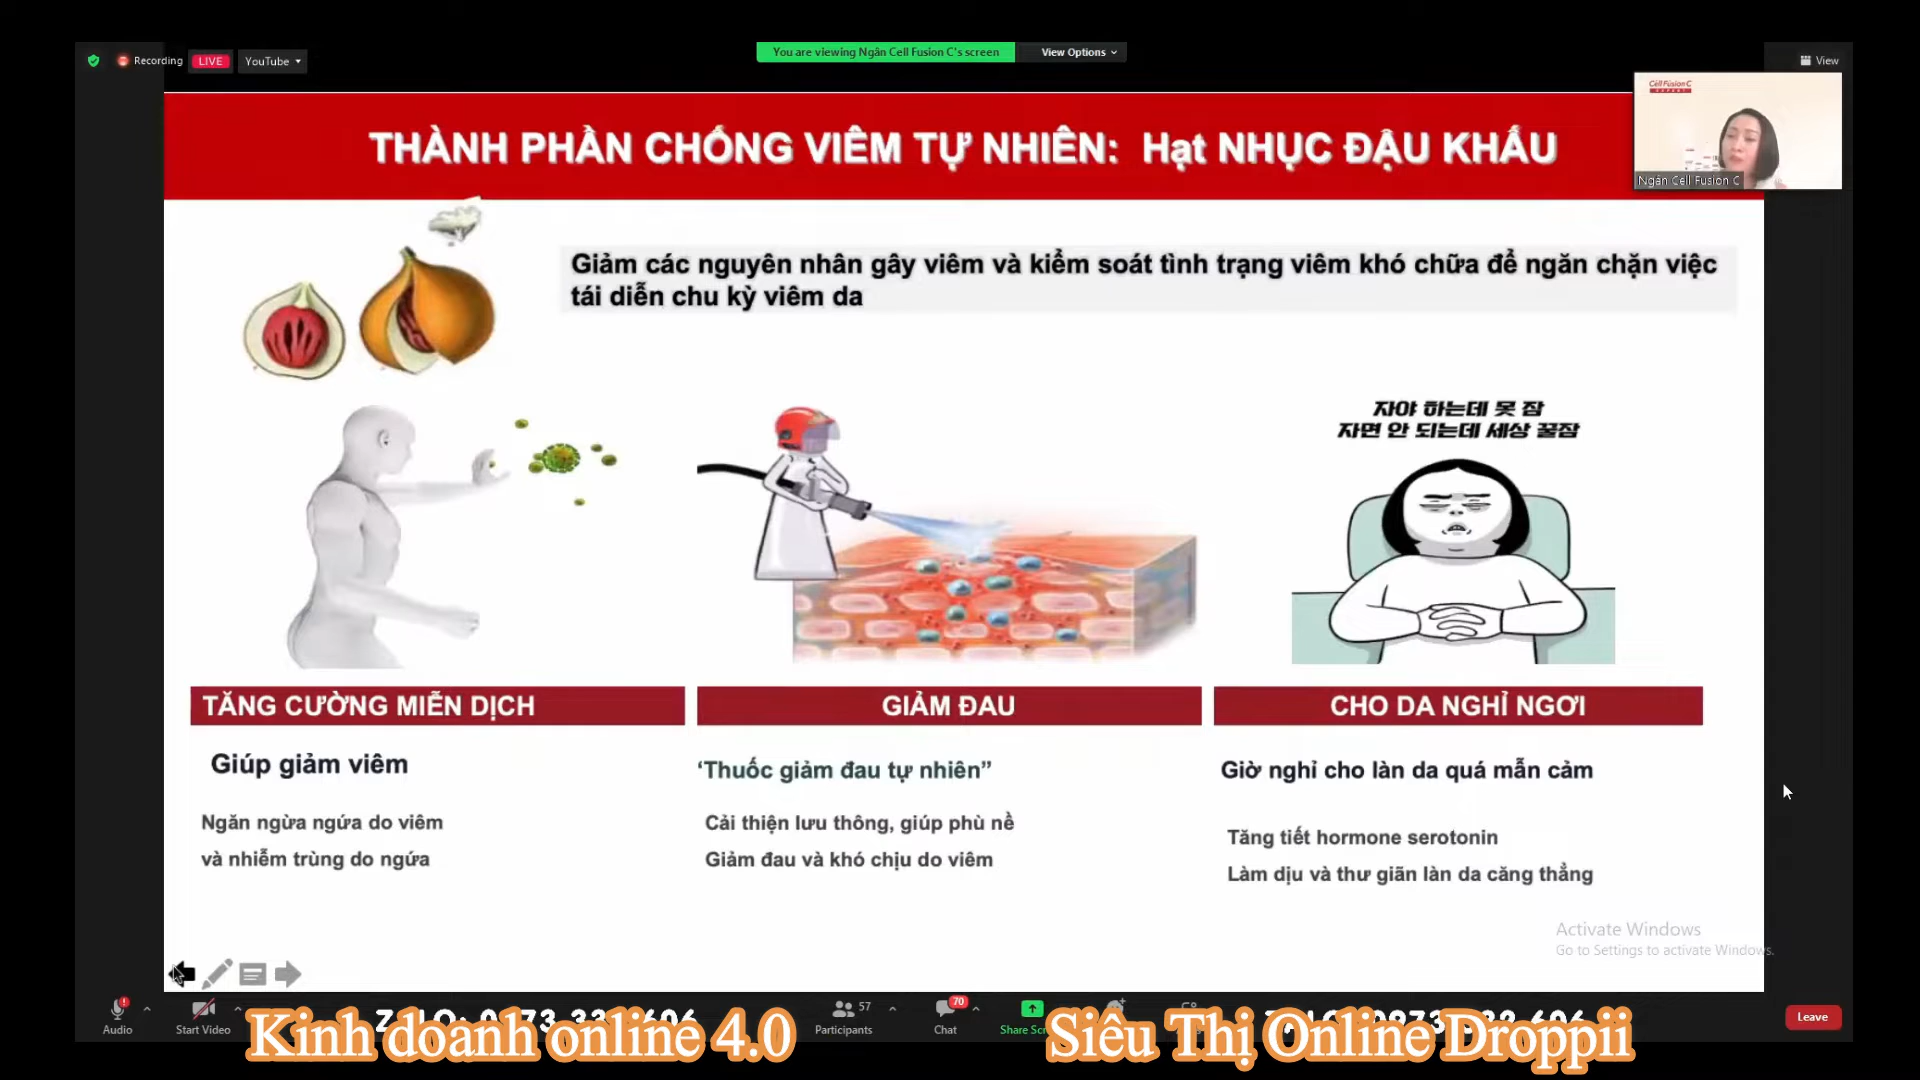 Recording
LIVE
YouTube
You are viewing Ngân Cell Fusion C's screen
View Options
View
THÀNH PHẦN CHỐNG VIÊM TỰ NHIÊN: Hạt NHỤC ĐẬU KHẤU
Cell Fusion C
EXPERT
Ngân Cell Fusion C
Giảm các nguyên nhân gây viêm và kiểm soát tình trạng viêm khó chữa để ngăn chặn việc
tái diễn chu kỳ viêm da
자야 하는데 못 잠
자면 안 되는데 세상 꿀잠
TĂNG CƯỜNG MIỄN DỊCH
GIẢM ĐAU
CHO DA NGHỈ NGƠI
Giúp giảm viêm
‘Thuốc giảm đau tự nhiên”
Giờ nghỉ cho làn da quá mẫn cảm
Ngăn ngừa ngứa do viêm
và nhiễm trùng do ngứa
Cải thiện lưu thông, giúp phù nề
Giảm đau và khó chịu do viêm
Tăng tiết hormone serotonin
Làm dịu và thư giãn làn da căng thẳng
Activate Windows
Go to Settings to activate Windows.
Audio
Start Video
57
Participants
70
Chat
Share
Leave
Kinh doanh online 4.0
Siêu Thị Online Droppii